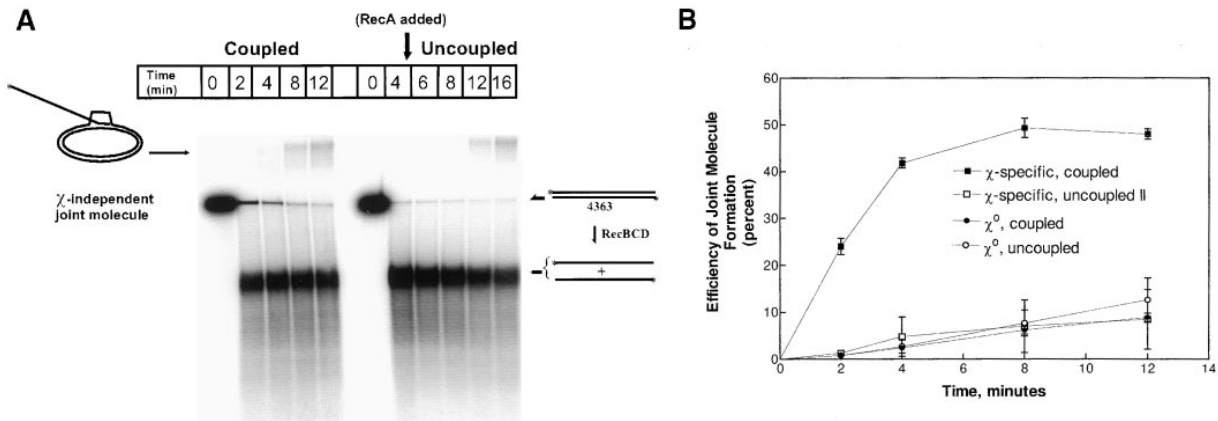 A
(RecA added)
Coupled
Uncoupled
Time (min) 0 2 4 8 12 0 4 6 8 12 16
χ-Independent
joint molecule
4363
RecBCD
+
B
Efficiency of Joint Molecule
Formation
(percent)
60
50
40
30
20
10
0
χ-specific, coupled
χ-specific, uncoupled II
χ⁰, coupled
χ⁰, uncoupled
0 2 4 6 8 10 12 14
Time, minutes